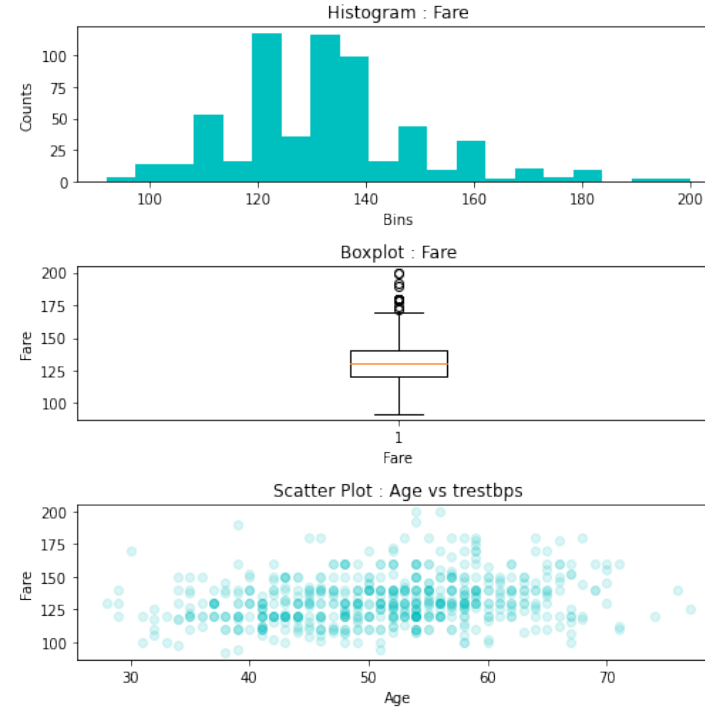 Histogram : Fare
100
75
50
25
0
Counts
100 120 140 160 180 200
Bins
Boxplot : Fare
200
175
150
125
100
Fare
1
Fare
Scatter Plot : Age vs trestbps
200
175
150
125
100
Fare
30 40 50 60 70
Age